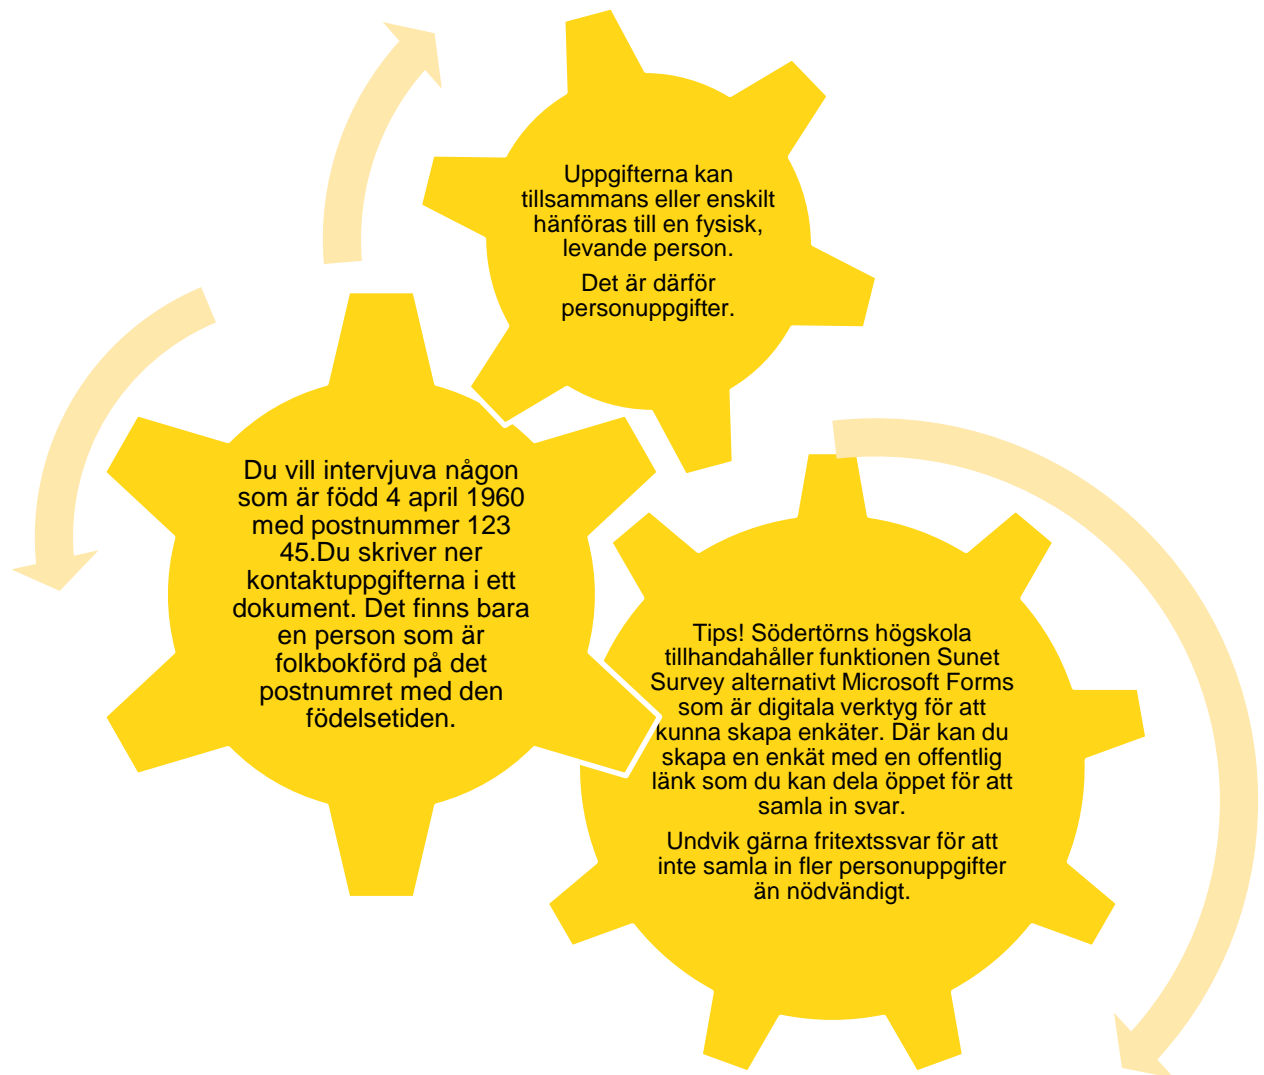 Uppgifterna kan
tillsammans eller enskilt
hänföras till en fysisk,
levande person.
Det är därför
personuppgifter.
Du vill intervjuva någon
som är född 4 april 1960
med postnummer 123
45.Du skriver ner
kontaktuppgifterna i ett
dokument. Det finns bara
en person som är
folkbokförd på det
postnumret med den
födelsetiden.
Tips! Södertörns högskola
tillhandahåller funktionen Sunet
Survey alternativt Microsoft Forms
som är digitala verktyg för att
kunna skapa enkäter. Där kan du
skapa en enkät med en offentlig
länk som du kan dela öppet för att
samla in svar.
Undvik gärna fritextssvar för att
inte samla in fler personuppgifter
än nödvändigt.